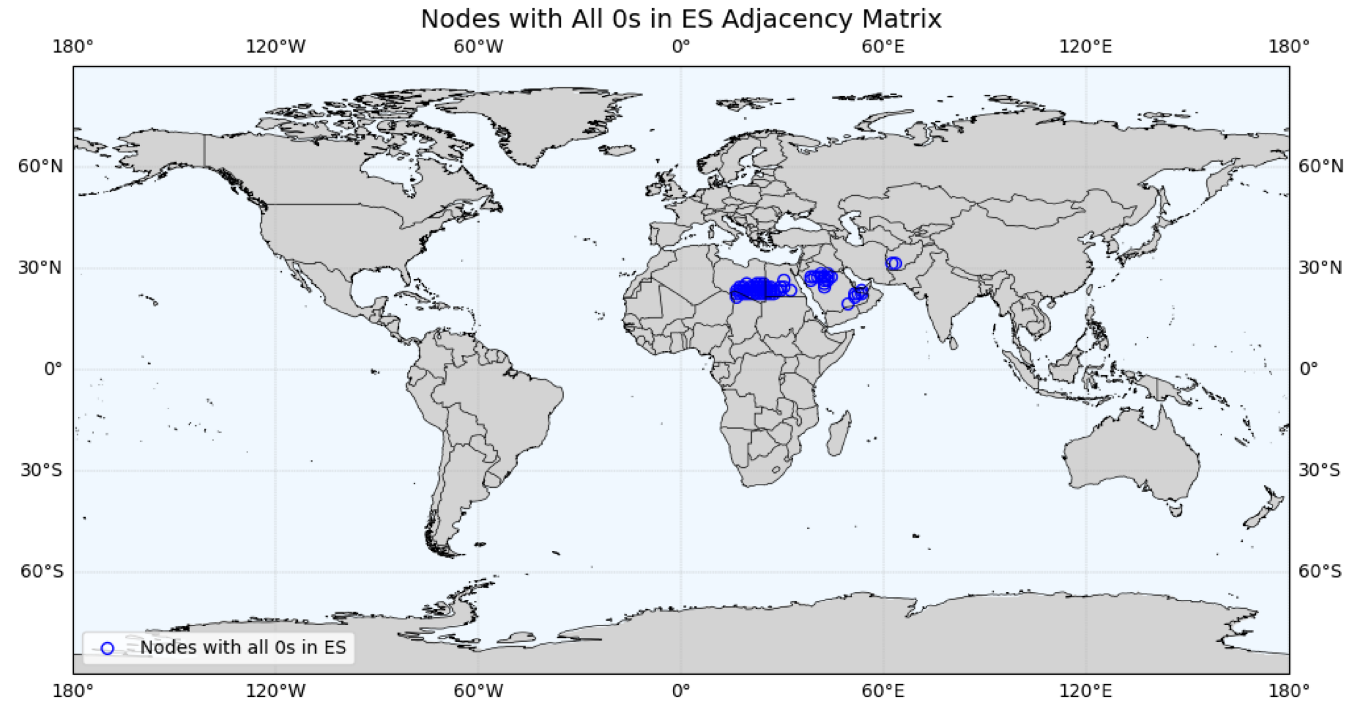 Nodes with All 0s in ES Adjacency Matrix
180° 120°W 60°W 0° 60°E 120°E 180°
60°N 60°N
30°N 30°N
0° 0°
30°S 30°S
60°S 60°S
Nodes with all 0s in ES
180° 120°W 60°W 0° 60°E 120°E 180°